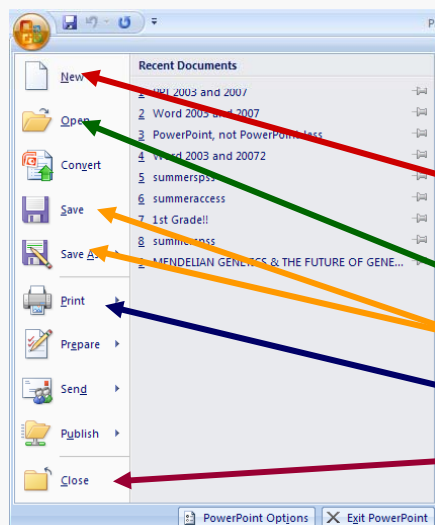 P
New
Open
Convert
Save
Save As
Print
Prepare
Send
Publish
Close
Recent Documents
1 PPT 2003 and 2007
2 Word 2003 and 2007
3 PowerPoint, not PowerPointless
4 Word 2003 and 20072
5 summerspss
6 summeraccess
7 1st Grade!!
8 summerspss
9 MENDELIAN GENETICS & THE FUTURE OF GENE...
PowerPoint Options
Exit PowerPoint